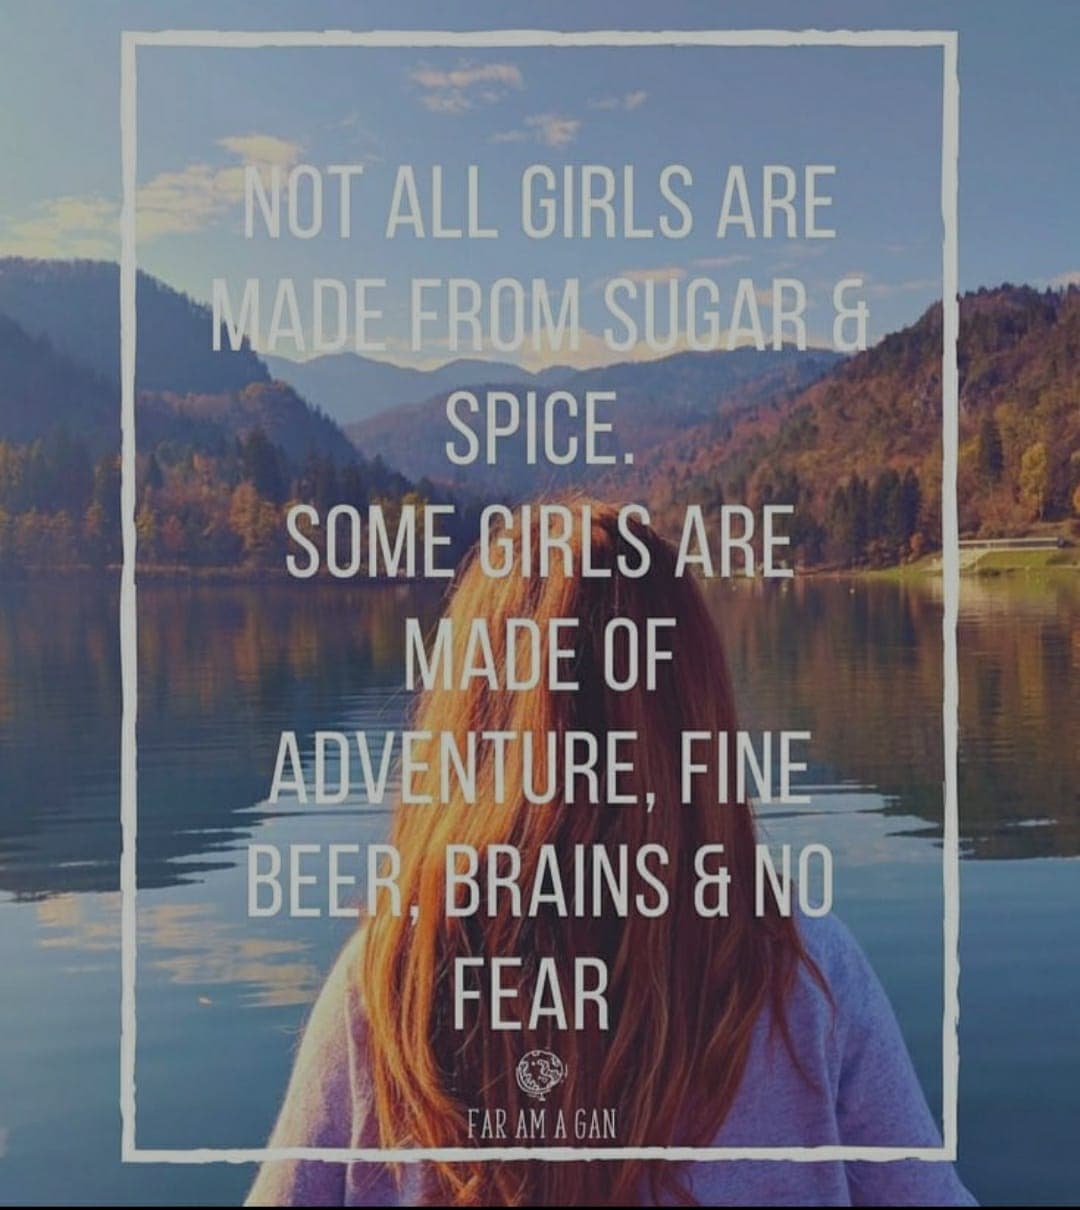 NOT ALL GIRLS ARE
MADE FROM SUGAR &
SPICE.
SOME GIRLS ARE
MADE OF
ADVENTURE, FINE
BEER, BRAINS & NO
FEAR
FAR AM A GAN